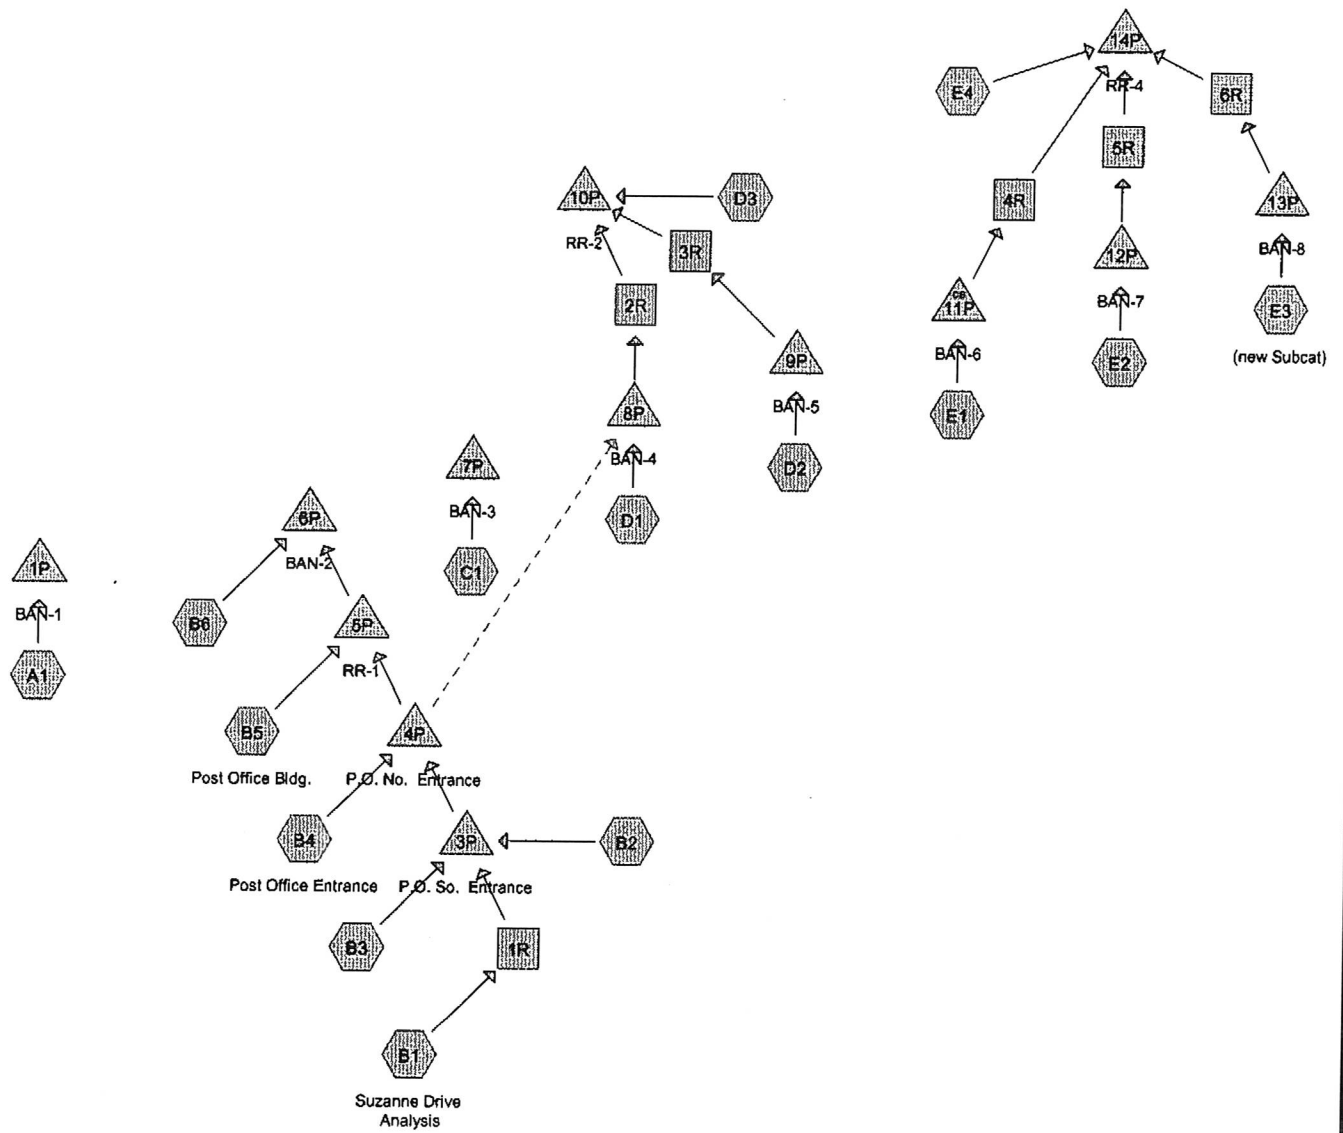 14P
E4
RR-4
6R
5R
10P
D3
4R
13P
RR-2
3R
12P
BAN-8
2R
CB
11P
BAN-7
E3
BAN-6
(new Subcat)
9P
E2
8P
BAN-5
E1
7P
BAN-4
D2
6P
BAN-3
D1
1P
BAN-2
C1
BAN-1
B6
5P
A1
RR-1
B5
4P
Post Office Bldg.
P.O. No. Entrance
B4
3P
B2
Post Office Entrance
P.O. So. Entrance
B3
1R
B1
Suzanne Drive
Analysis